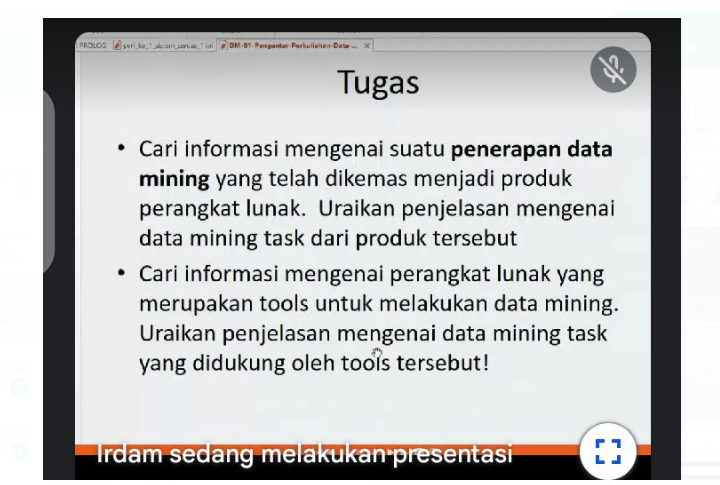 PROLOG
DM-01-Pengantar-Perkuliahan-Data-...
Tugas
• Cari informasi mengenai suatu penerapan data
mining yang telah dikemas menjadi produk
perangkat lunak. Uraikan penjelasan mengenai
data mining task dari produk tersebut
• Cari informasi mengenai perangkat lunak yang
merupakan tools untuk melakukan data mining.
Uraikan penjelasan mengenai data mining task
yang didukung oleh tools tersebut!
Irdam sedang melakukan presentasi